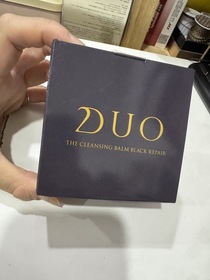 DUO
THE CLEANSING BALM BLACK REPAIR